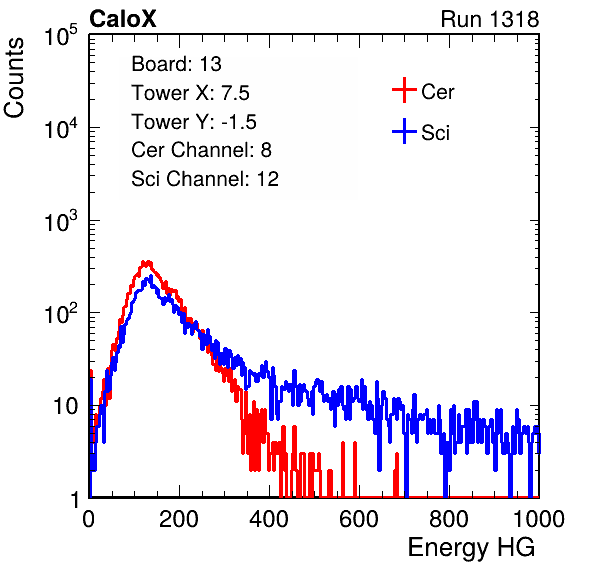 CaloX Run 1318
Counts
10^5
10^4
10^3
10^2
10
1
Board: 13
Tower X: 7.5
Tower Y: -1.5
Cer Channel: 8
Sci Channel: 12
Cer
Sci
0 200 400 600 800 1000
Energy HG